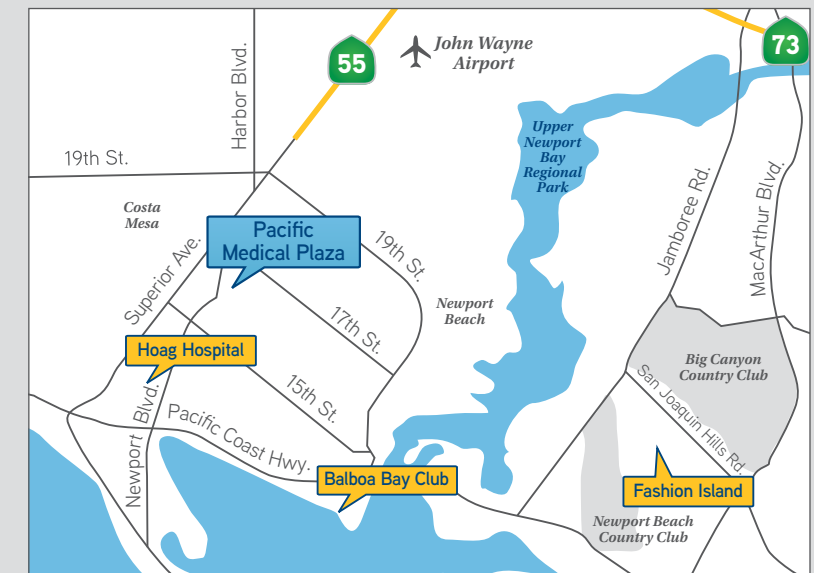 55
John Wayne
Airport
73
Harbor Blvd.
19th St.
Upper
Newport
Bay
Regional
Park
Jamboree Rd.
MacArthur Blvd.
Costa
Mesa
Pacific
Medical Plaza
Superior Ave.
19th St.
Newport
Beach
17th St.
Hoag Hospital
15th St.
Big Canyon
Country Club
San Joaquin Hills Rd.
Newport Blvd.
Pacific Coast Hwy.
Balboa Bay Club
Fashion Island
Newport Beach
Country Club